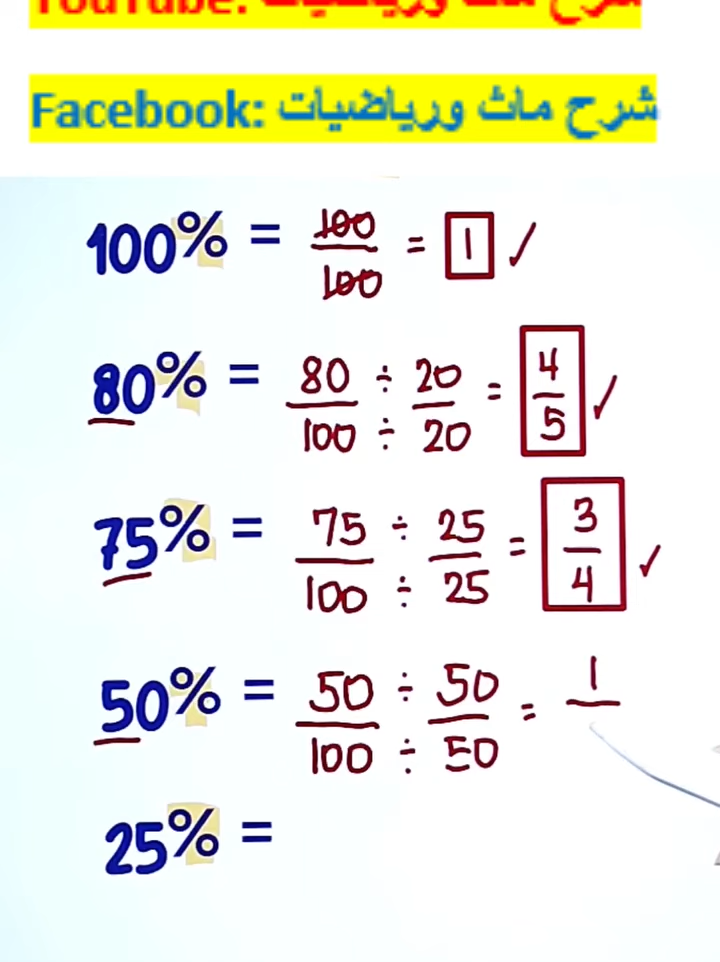 YouTube: شرح ماث ورياضيات
Facebook: شرح ماث ورياضيات
100% = 100/100 = 1 ✓
80% = 80/100 ÷ 20/20 = 4/5 ✓
75% = 75/100 ÷ 25/25 = 3/4 ✓
50% = 50/100 ÷ 50/50 = 1/
25% =